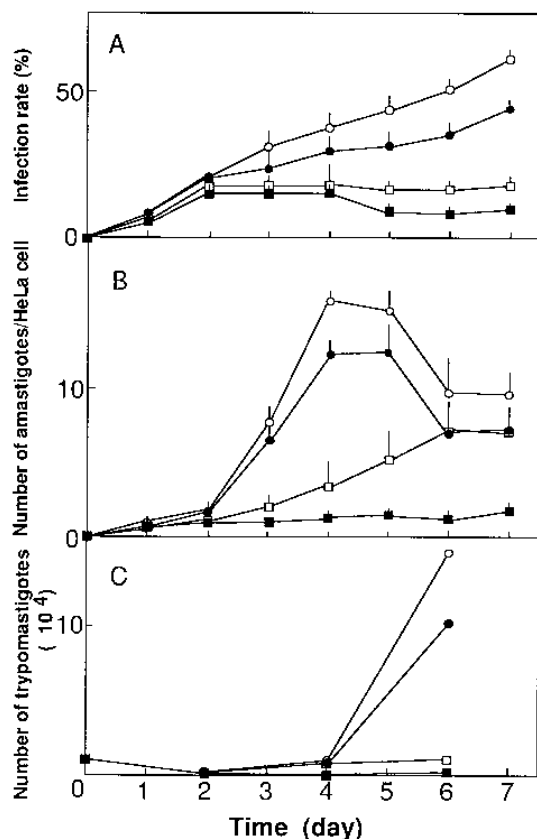 A
Infection rate (%)
50
0
B
Number of amastigotes/HeLa cell
10
0
C
Number of trypomastigotes
( 10 4)
10
0
0 1 2 3 4 5 6 7
Time (day)